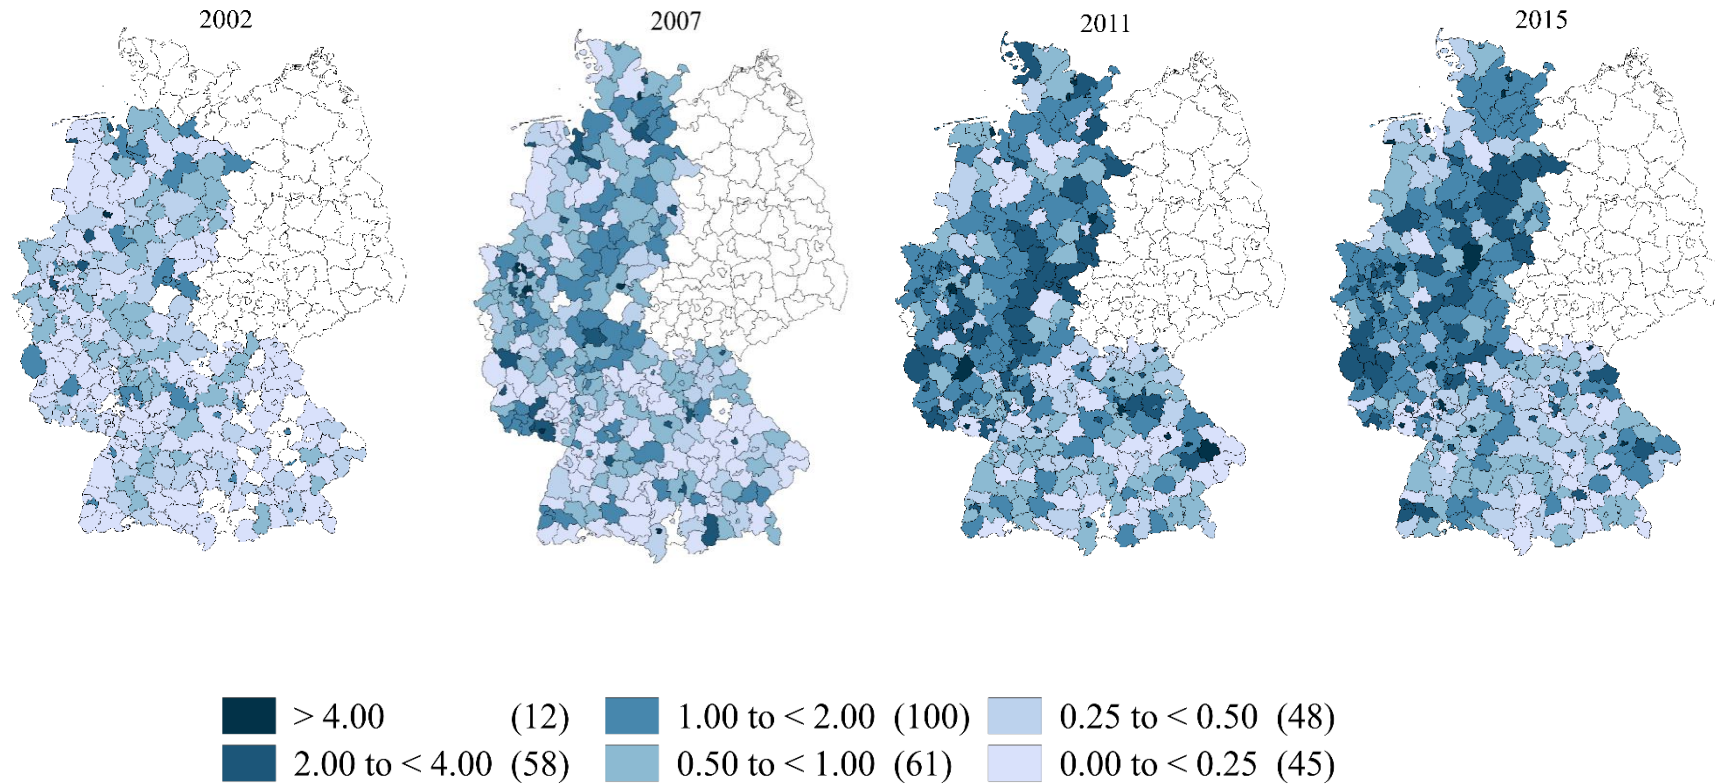 2002 2007 2011 2015
> 4.00 (12) 1.00 to < 2.00 (100) 0.25 to < 0.50 (48)
2.00 to < 4.00 (58) 0.50 to < 1.00 (61) 0.00 to < 0.25 (45)